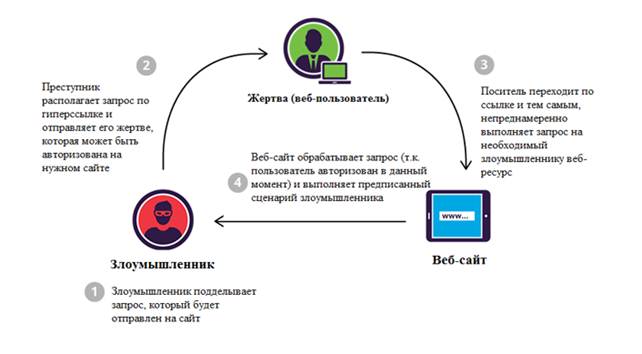 2
Преступник
располагает запрос по
гиперссылке и
отправляет его жертве,
которая может быть
авторизована на
нужном сайте
Жертва (веб-пользователь)
3
Поситель переходит по
ссылке и тем самым,
непреднамеренно
выполняет запрос на
необходимый
злоумышленнику веб-
ресурс
Веб-сайт обрабатывает запрос (т.к.
4
пользователь авторизован в данный
момент) и выполняет предписанный
сценарий злоумышленника
www...
Злоумышленник
Веб-сайт
1
Злоумышленник подделывает
запрос, который будет
отправлен на сайт